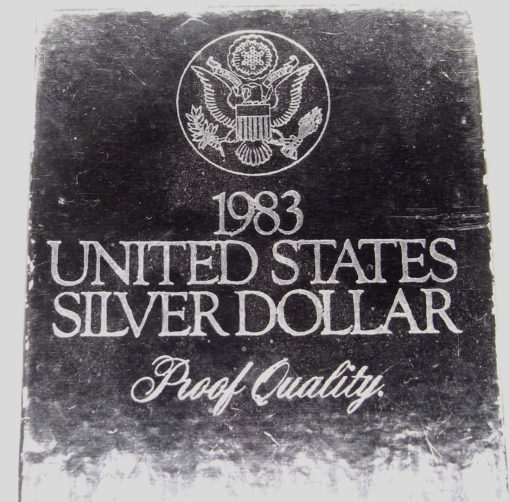 1983
UNITED STATES
SILVER DOLLAR
Proof Quality.